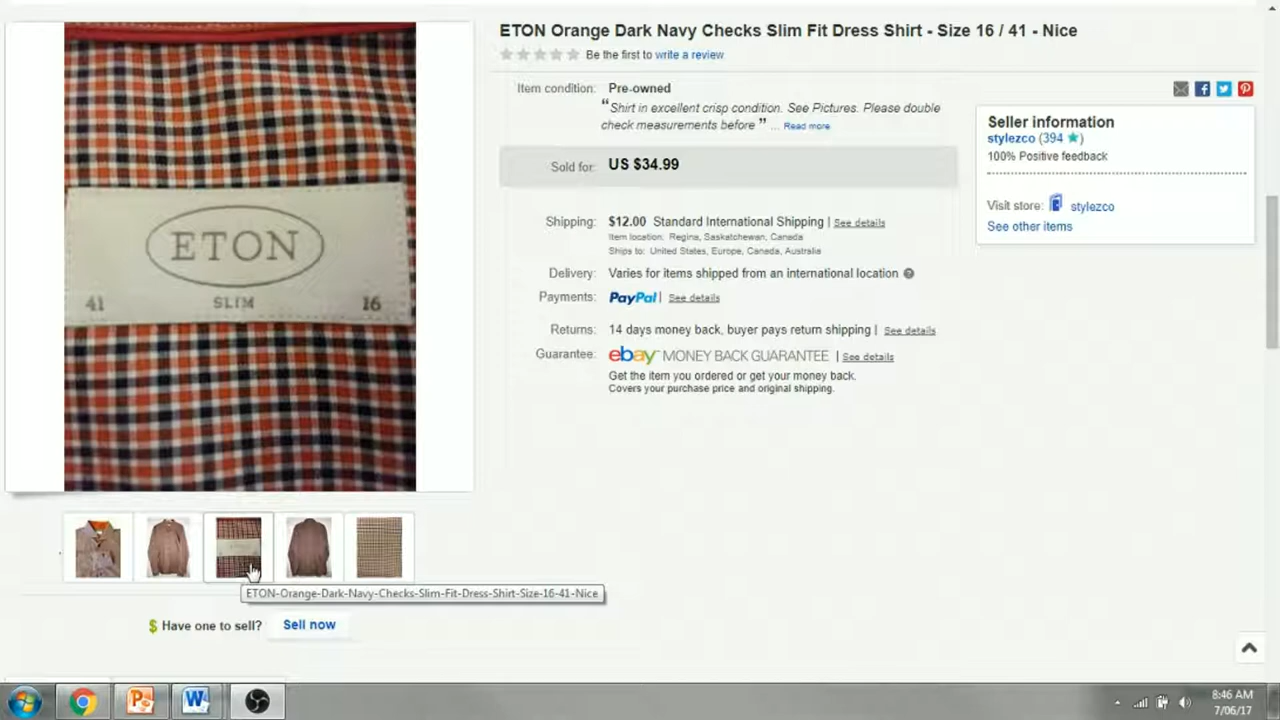 ETON Orange Dark Navy Checks Slim Fit Dress Shirt - Size 16 / 41 - Nice
Be the first to write a review
Item condition: Pre-owned
“Shirt in excellent crisp condition. See Pictures. Please double
check measurements before ” ... Read more
Sold for: US $34.99
Shipping: $12.00 Standard International Shipping | See details
Item location: Regina, Saskatchewan, Canada
Ships to: United States, Europe, Canada, Australia
Delivery: Varies for items shipped from an international location
Payments: PayPal | See details
Returns: 14 days money back, buyer pays return shipping | See details
Guarantee: ebay MONEY BACK GUARANTEE | See details
Get the item you ordered or get your money back.
Covers your purchase price and original shipping.
Seller information
stylezco (394 ★)
100% Positive feedback
Visit store: stylezco
See other items
ETON
41 SLIM 16
ETON-Orange-Dark-Navy-Checks-Slim-Fit-Dress-Shirt-Size-16-41-Nice
$ Have one to sell? Sell now
8:46 AM
7/06/17